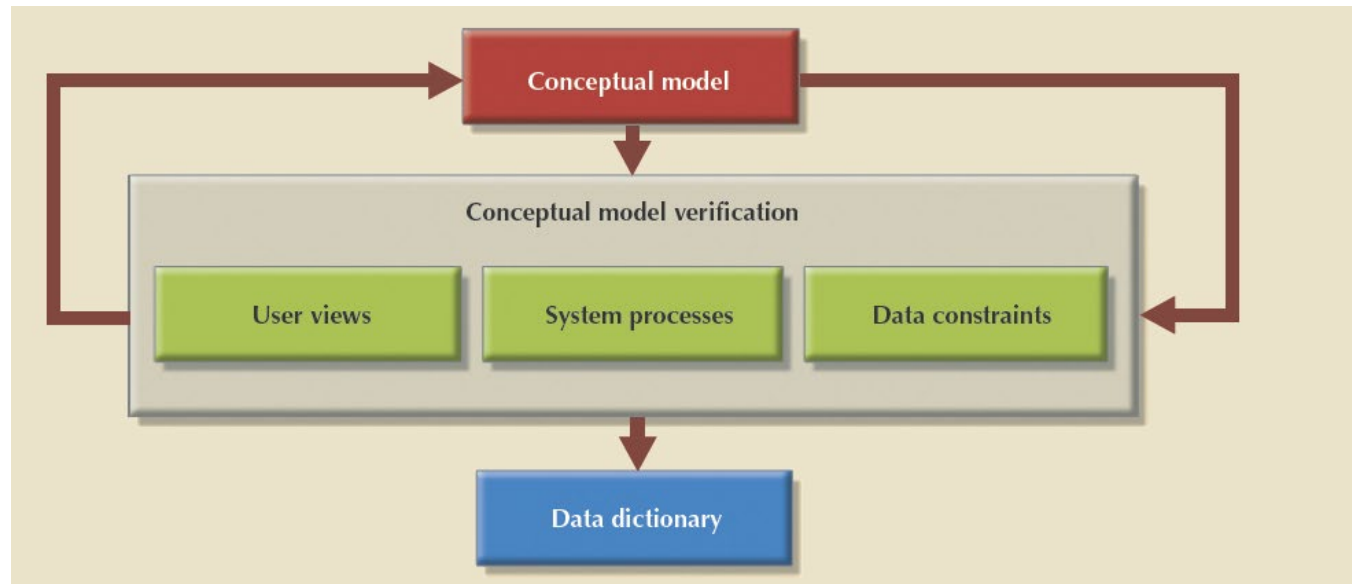 Conceptual model
Conceptual model verification
User views
System processes
Data constraints
Data dictionary